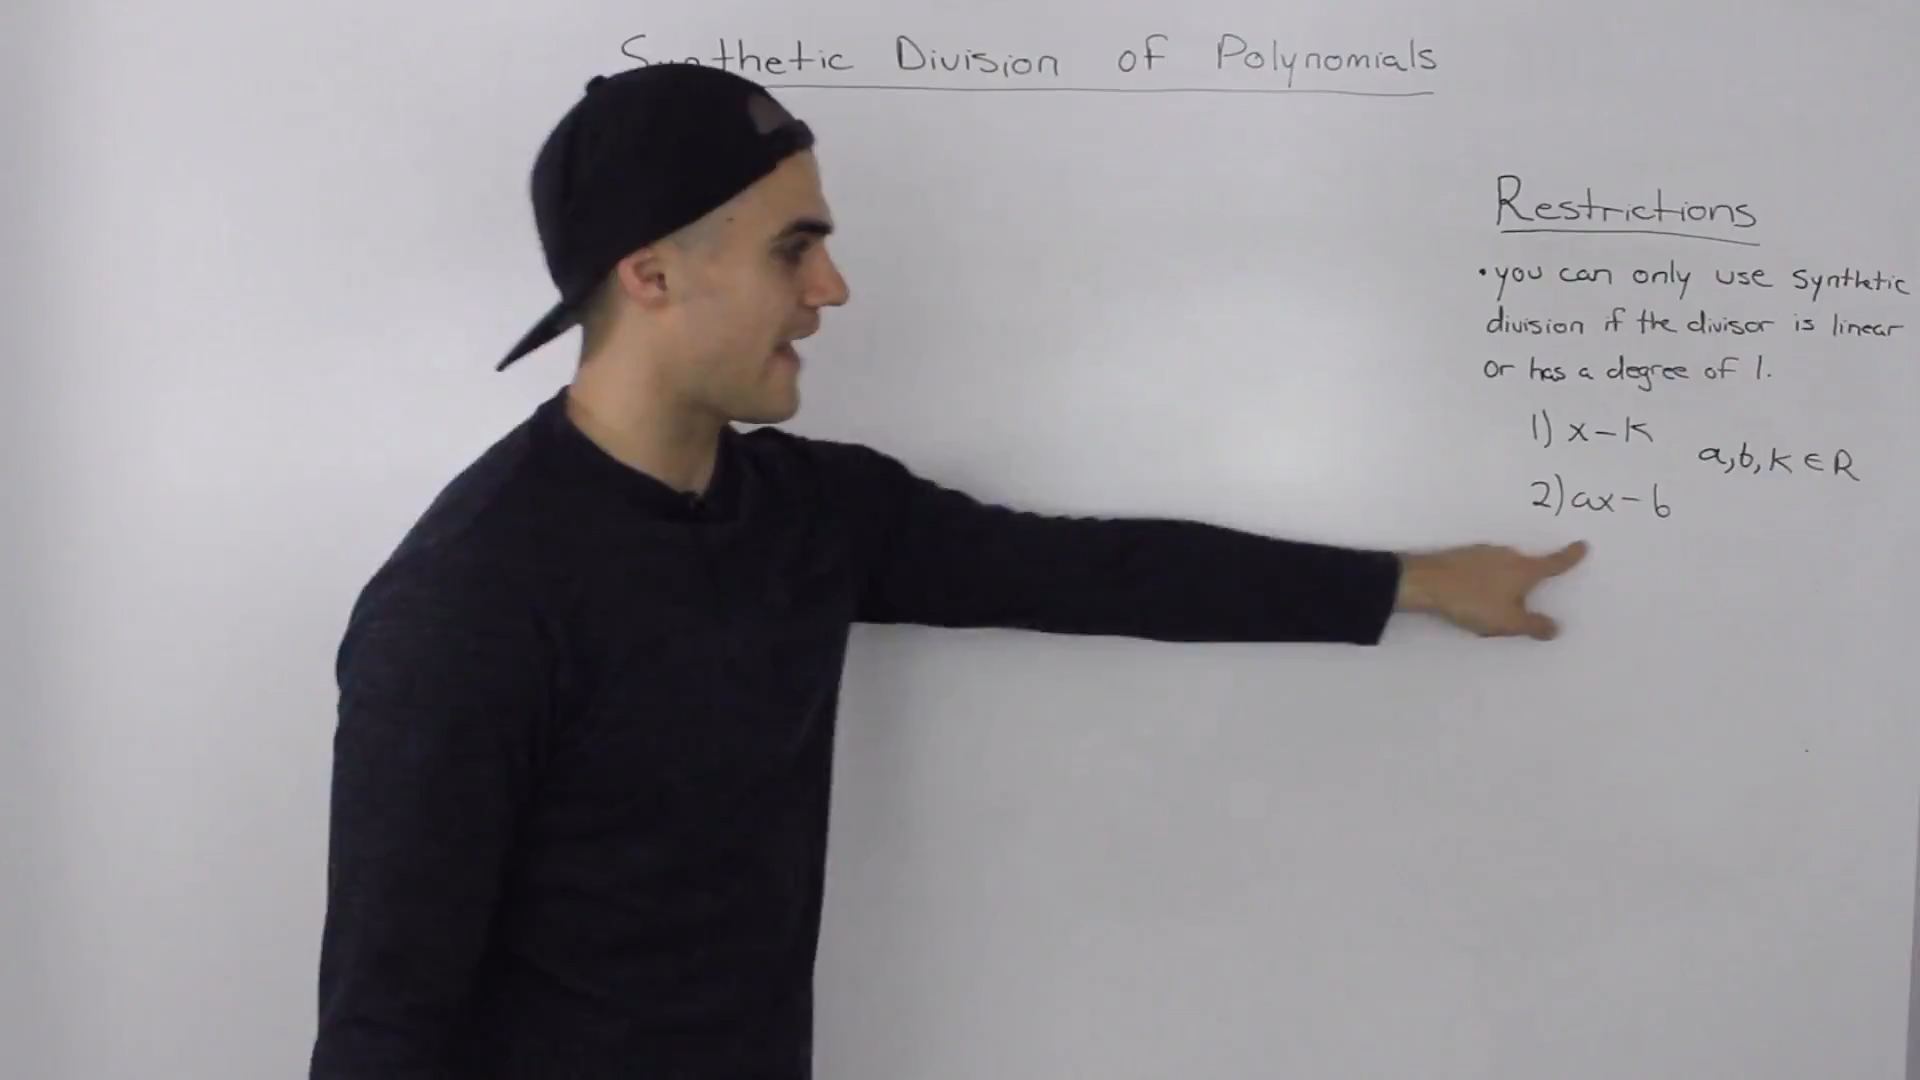 Synthetic Division of Polynomials
Restrictions
• you can only use synthetic
division if the divisor is linear
or has a degree of 1.
1) x - k
a, b, k ∈ R
2) ax - b